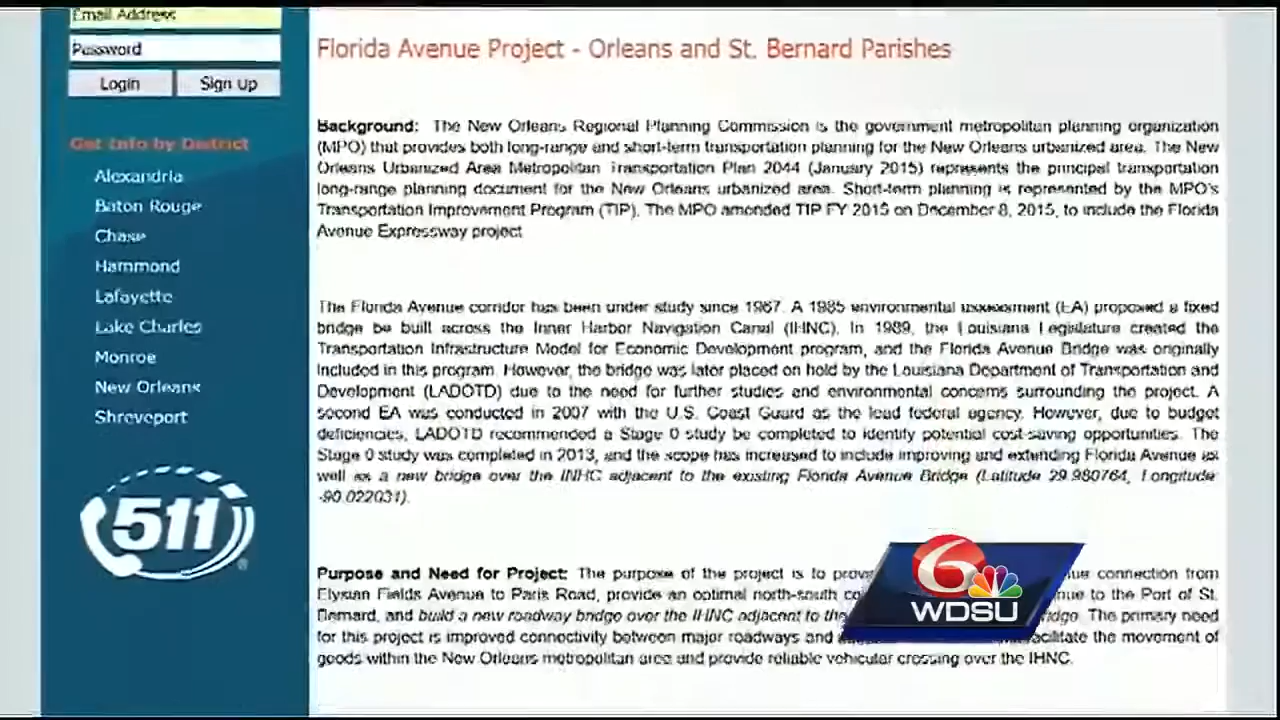 Email Address
Password
Login Sign Up
Get Info by District
Alexandria
Baton Rouge
Chase
Hammond
Lafayette
Lake Charles
Monroe
New Orleans
Shreveport
511
Florida Avenue Project - Orleans and St. Bernard Parishes
Background: The New Orleans Regional Planning Commission is the government metropolitan planning organization
(MPO) that provides both long-range and short-term transportation planning for the New Orleans urbanized area. The New
Orleans Urbanized Area Metropolitan Transportation Plan 2044 (January 2015) represents the principal transportation
long-range planning document for the New Orleans urbanized area. Short-term planning is represented by the MPO's
Transportation Improvement Program (TIP). The MPO amended TIP FY 2015 on December 8, 2015, to include the Florida
Avenue Expressway project
The Florida Avenue corridor has been under study since 1967. A 1985 environmental assessment (EA) proposed a fixed
bridge be built across the Inner Harbor Navigation Canal (IHNC). In 1989, the Louisiana Legislature created the
Transportation Infrastructure Model for Economic Development program, and the Florida Avenue Bridge was originally
included in this program. However, the bridge was later placed on hold by the Louisiana Department of Transportation and
Development (LADOTD) due to the need for further studies and environmental concerns surrounding the project. A
second EA was conducted in 2007 with the U.S. Coast Guard as the lead federal agency. However, due to budget
deficiencies, LADOTD recommended a Stage 0 study be completed to identify potential cost-saving opportunities. The
Stage 0 study was completed in 2013, and the scope has increased to include improving and extending Florida Avenue as
well as a new bridge over the INHC adjacent to the existing Florida Avenue Bridge (Latitude 29.980764, Longitude
-90.022031).
Purpose and Need for Project: The purpose of the project is to connection from
Elysian Fields Avenue to Paris Road, provide an optimal north-south to the Port of St.
Bernard, and build a new roadway bridge over the IHNC adjacent to the The primary need
for this project is improved connectivity between major roadways and facilitate the movement of
goods within the New Orleans metropolitan area and provide reliable vehicular crossing over the IHNC.
6
WDSU